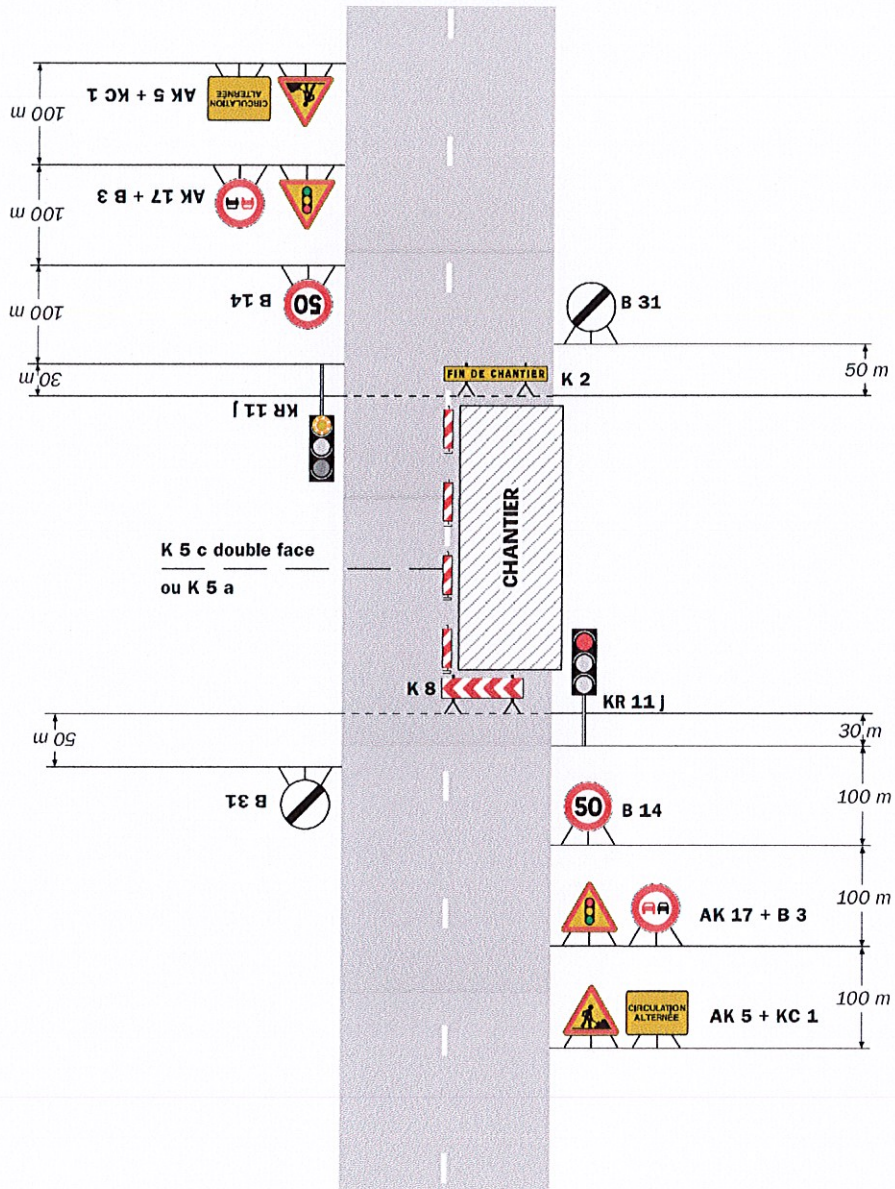 AK 5 + KC 1
CIRCULATION
ALTERNÉE
100 m
AK 17 + B 3
100 m
B 14
50
100 m
B 31
50 m
30 m
FIN DE CHANTIER
K 2
KR 11 j
CHANTIER
K 5 c double face
ou K 5 a
K 8
KR 11 j
50 m
30 m
B 31
50
B 14
100 m
AK 17 + B 3
100 m
CIRCULATION
ALTERNÉE
AK 5 + KC 1
100 m